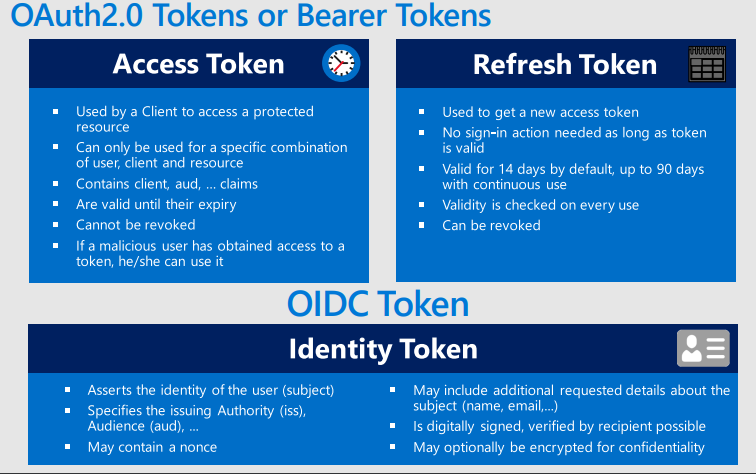 OAuth2.0 Tokens or Bearer Tokens
Access Token
Used by a Client to access a protected
resource
Can only be used for a specific combination
of user, client and resource
Contains client, aud, ... claims
Are valid until their expiry
Cannot be revoked
If a malicious user has obtained access to a
token, he/she can use it
Refresh Token
Used to get a new access token
No sign-in action needed as long as token
is valid
Valid for 14 days by default, up to 90 days
with continuous use
Validity is checked on every use
Can be revoked
OIDC Token
Identity Token
Asserts the identity of the user (subject)
Specifies the issuing Authority (iss),
Audience (aud), ...
May contain a nonce
May include additional requested details about the
subject (name, email,...)
Is digitally signed, verified by recipient possible
May optionally be encrypted for confidentiality